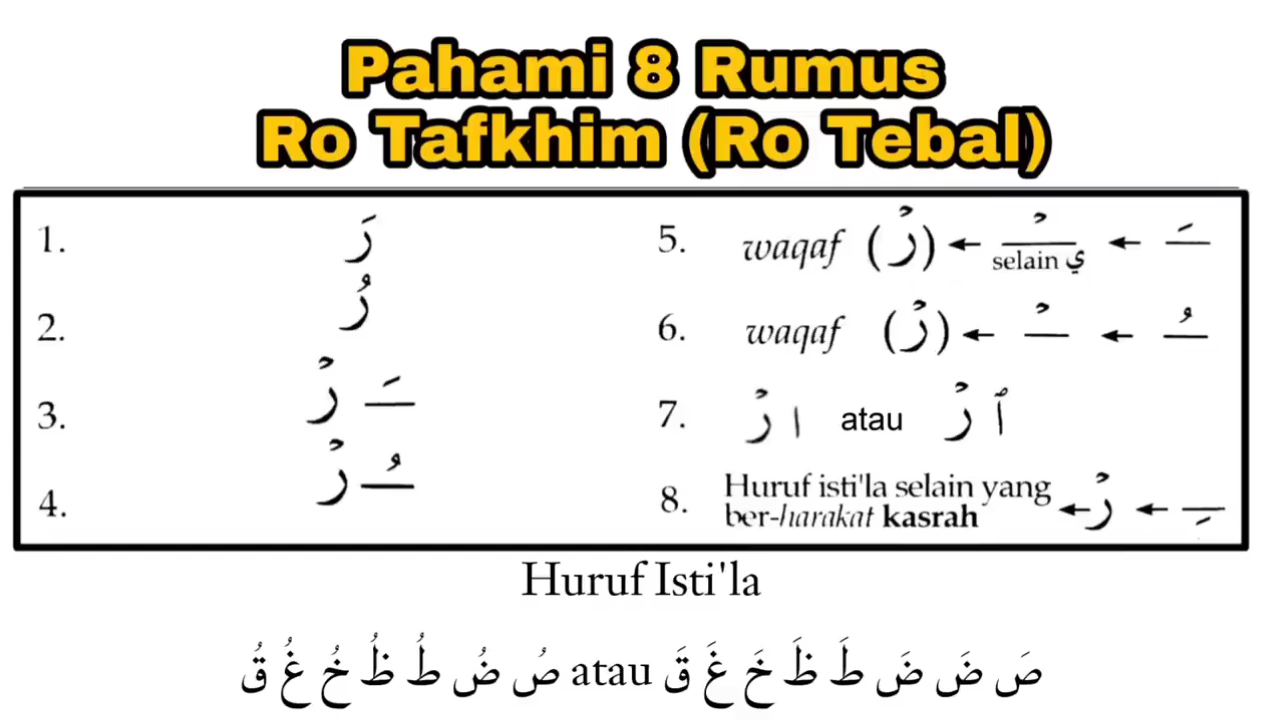 Pahami 8 Rumus
Ro Tafkhim (Ro Tebal)
1. رَ
2. رُ
3. ـَـ رْ
4. ـُـ رْ
5. ـَـ ← ـْـ selain ي ← (رْ) waqaf
6. ـُـ ← ـْـ ← (رْ) waqaf
7. ٱ رْ atau ا رْ
8. ـِـ ← رْ ← Huruf isti'la selain yang
ber-harakat kasrah
Huruf Isti'la
صَ ضَ طَ ظَ خَ غَ قَ atau صُ ضُ طُ ظُ خُ غُ قُ